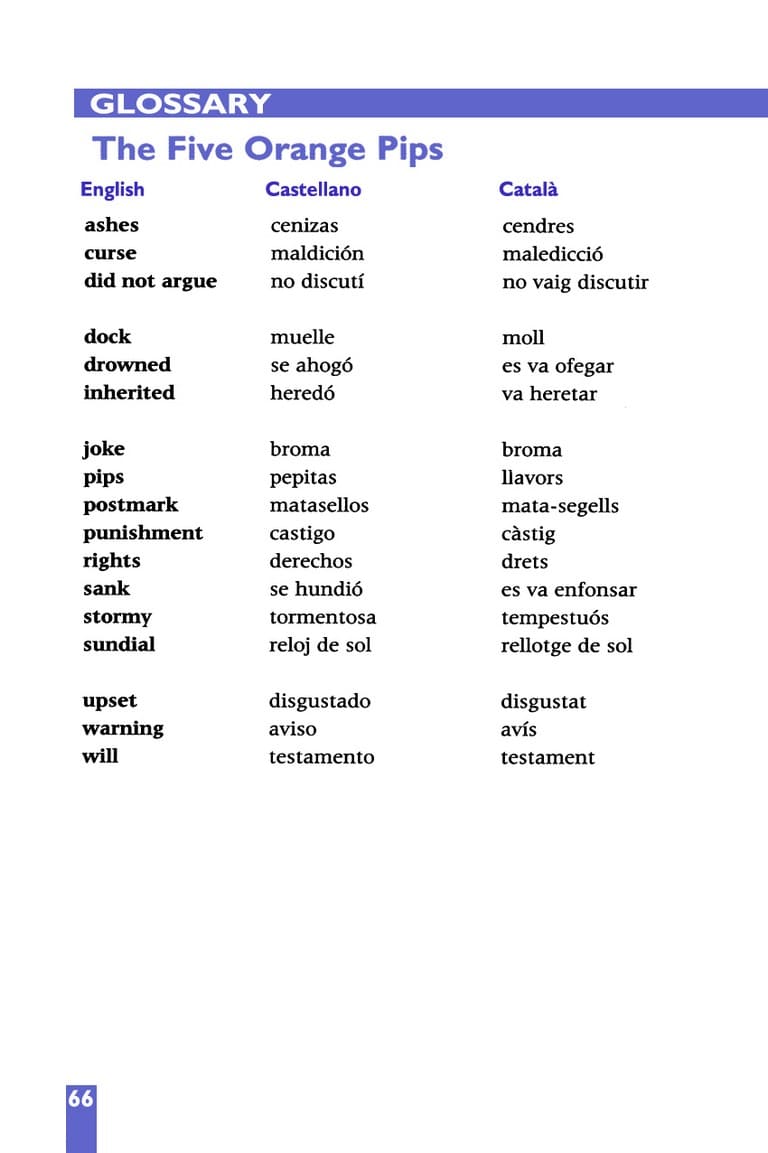 GLOSSARY
The Five Orange Pips
English Castellano Català
ashes cenizas cendres
curse maldición maledicció
did not argue no discutí no vaig discutir
dock muelle moll
drowned se ahogó es va ofegar
inherited heredó va heretar
joke broma broma
pips pepitas llavors
postmark matasellos mata-segells
punishment castigo càstig
rights derechos drets
sank se hundió es va enfonsar
stormy tormentosa tempestuós
sundial reloj de sol rellotge de sol
upset disgustado disgustat
warning aviso avís
will testamento testament
66